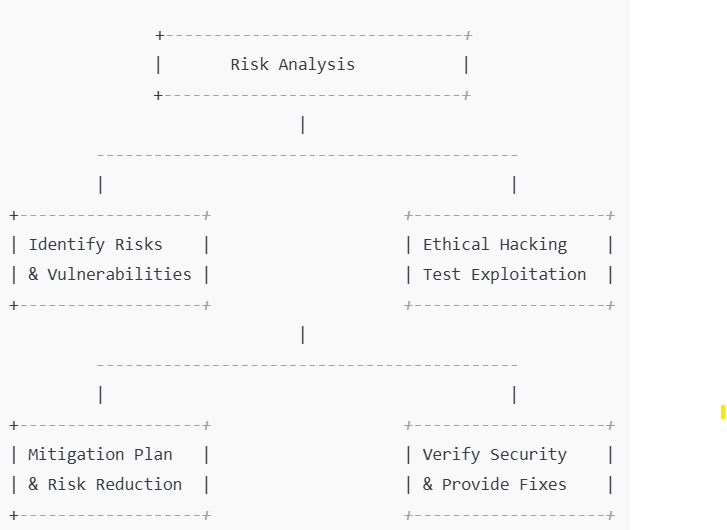 +-------------------------------+
|       Risk Analysis           |
+-------------------------------+
|
--------------------------------------------
|                                           |
+-------------------+                    +--------------------+
| Identify Risks    |                    | Ethical Hacking    |
| & Vulnerabilities |                    | Test Exploitation  |
+-------------------+                    +--------------------+
|
--------------------------------------------
|                                           |
+-------------------+                    +--------------------+
| Mitigation Plan   |                    | Verify Security    |
| & Risk Reduction  |                    | & Provide Fixes    |
+-------------------+                    +--------------------+